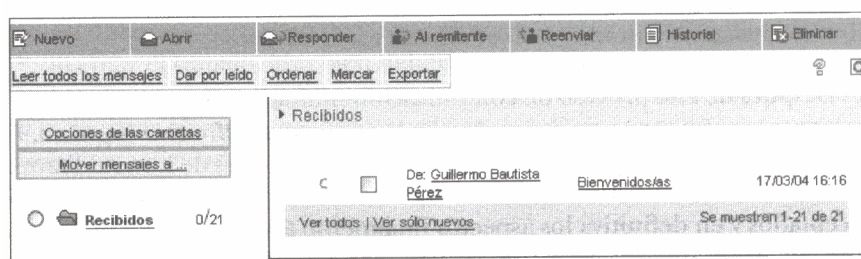 Nuevo Abrir Responder Al remitente Reenviar Historial Eliminar
Leer todos los mensajes Dar por leído Ordenar Marcar Exportar
Opciones de las carpetas
Mover mensajes a ...
Recibidos 0/21
Recibidos
De: Guillermo Bautista
Pérez
Bienvenidos/as 17/03/04 16:16
Ver todos | Ver sólo nuevos Se muestran 1-21 de 21